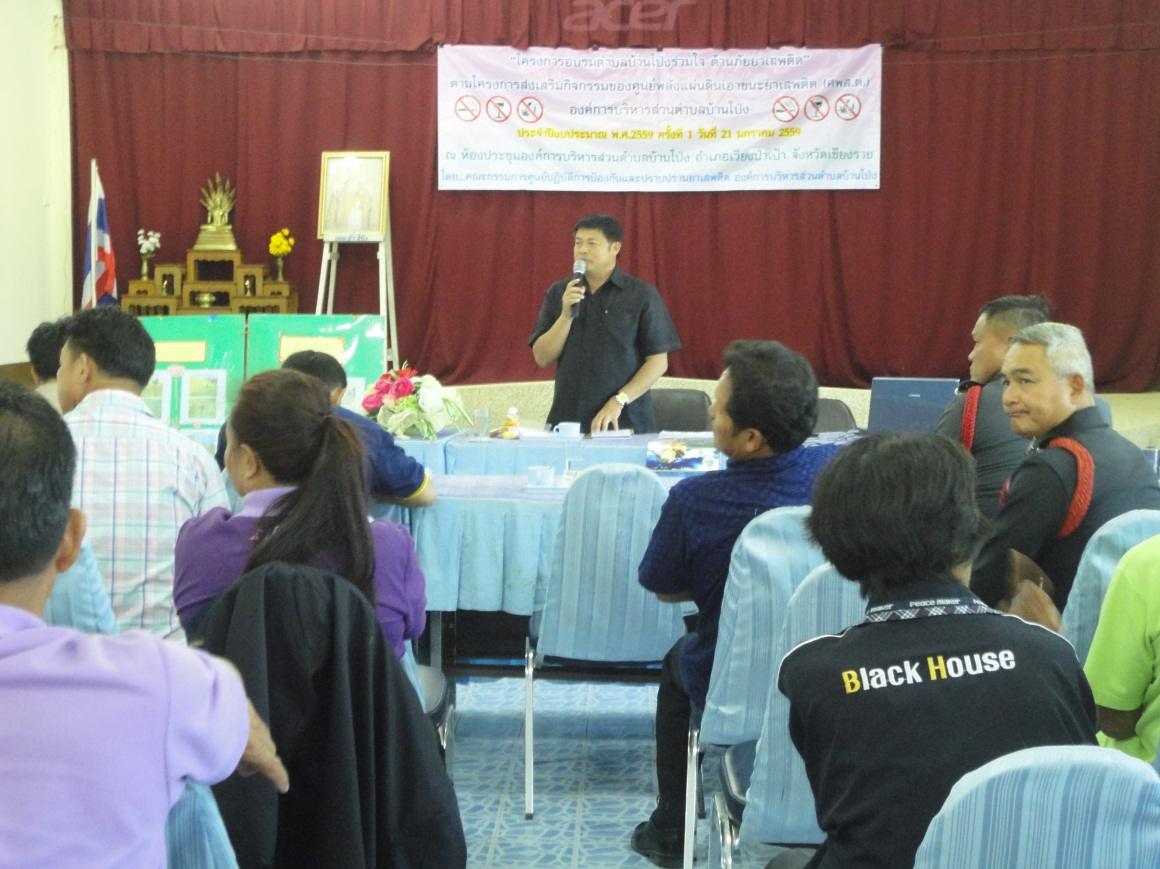 acer
“โครงการอบรมตำบลบ้านโป่งร่วมใจ ต้านภัยยาเสพติด”
ตามโครงการส่งเสริมกิจกรรมของศูนย์พลังแผ่นดินเอาชนะยาเสพติด (ศพส.ต.)
องค์การบริหารส่วนตำบลบ้านโป่ง
ประจำปีงบประมาณ พ.ศ.2559 ครั้งที่ 1 วันที่ 21 มกราคม 2559
ณ ห้องประชุมองค์การบริหารส่วนตำบลบ้านโป่ง อำเภอเวียงป่าเป้า จังหวัดเชียงราย
โดย...คณะกรรมการศูนย์ปฏิบัติการป้องกันและปราบปรามยาเสพติด องค์การบริหารส่วนตำบลบ้านโป่ง
Peace Maker
Black House